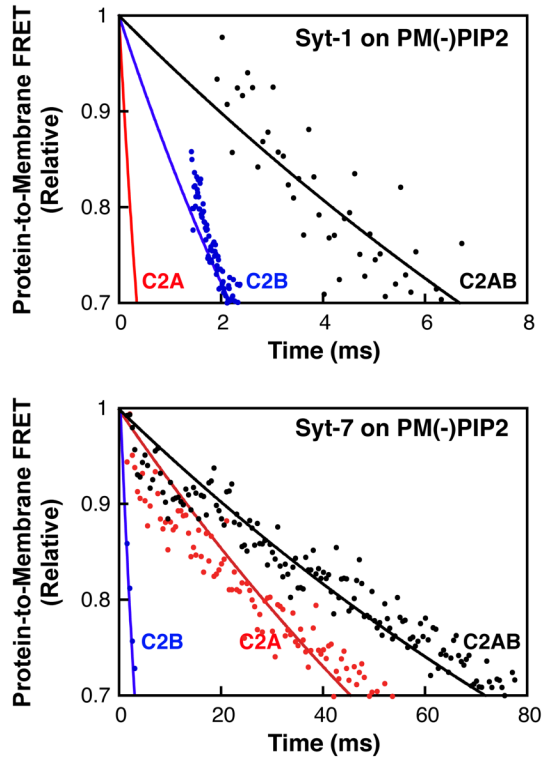 Syt-1 on PM(-)PIP2
Protein-to-Membrane FRET
(Relative)
1
0.9
0.8
0.7
C2A
C2B
C2AB
0 2 4 6 8
Time (ms)
Syt-7 on PM(-)PIP2
Protein-to-Membrane FRET
(Relative)
1
0.9
0.8
0.7
C2B
C2A
C2AB
0 20 40 60 80
Time (ms)